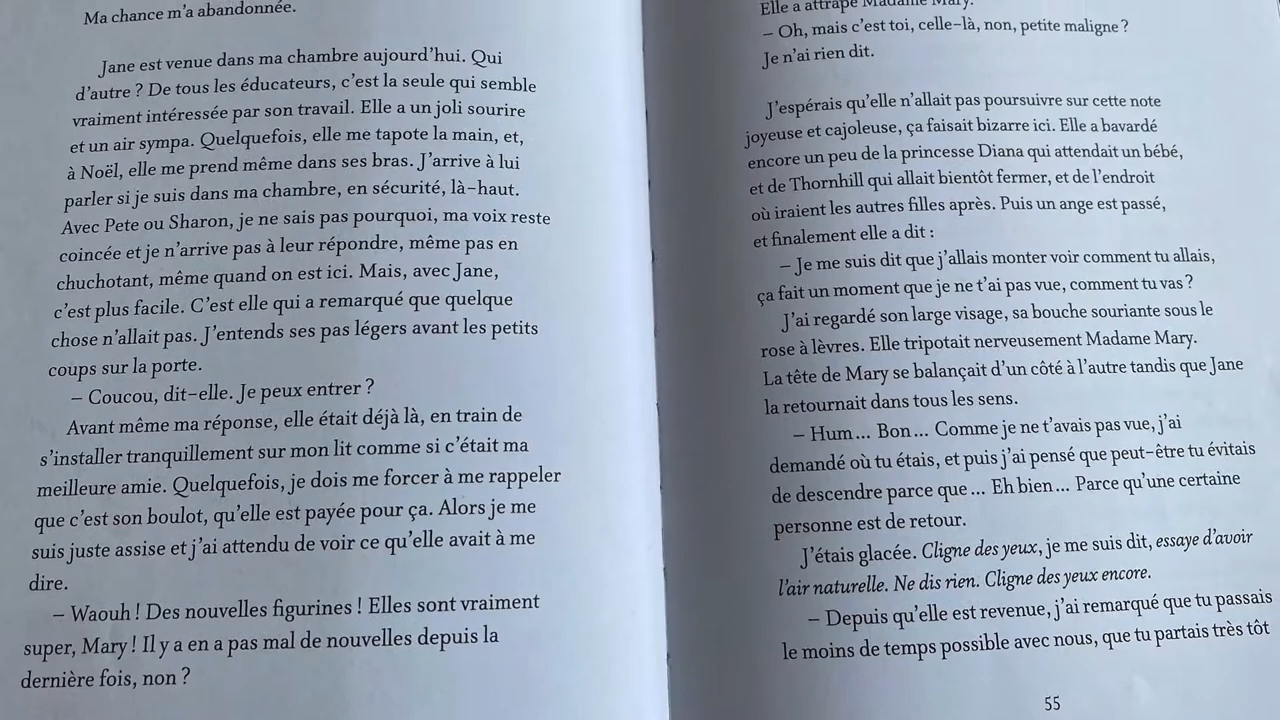 Ma chance m'a abandonnée.
Jane est venue dans ma chambre aujourd'hui. Qui
d'autre ? De tous les éducateurs, c'est la seule qui semble
vraiment intéressée par son travail. Elle a un joli sourire
et un air sympa. Quelquefois, elle me tapote la main, et,
à Noël, elle me prend même dans ses bras. J'arrive à lui
parler si je suis dans ma chambre, en sécurité, là-haut.
Avec Pete ou Sharon, je ne sais pas pourquoi, ma voix reste
coincée et je n'arrive pas à leur répondre, même pas en
chuchotant, même quand on est ici. Mais, avec Jane,
c'est plus facile. C'est elle qui a remarqué que quelque
chose n'allait pas. J'entends ses pas légers avant les petits
coups sur la porte.
– Coucou, dit-elle. Je peux entrer ?
Avant même ma réponse, elle était déjà là, en train de
s'installer tranquillement sur mon lit comme si c'était ma
meilleure amie. Quelquefois, je dois me forcer à me rappeler
que c'est son boulot, qu'elle est payée pour ça. Alors je me
suis juste assise et j'ai attendu de voir ce qu'elle avait à me
dire.
– Waouh ! Des nouvelles figurines ! Elles sont vraiment
super, Mary ! Il y a en a pas mal de nouvelles depuis la
dernière fois, non ?
Elle a attrapé Madame Mary.
– Oh, mais c'est toi, celle-là, non, petite maligne ?
Je n'ai rien dit.
J'espérais qu'elle n'allait pas poursuivre sur cette note
joyeuse et cajoleuse, ça faisait bizarre ici. Elle a bavardé
encore un peu de la princesse Diana qui attendait un bébé,
et de Thornhill qui allait bientôt fermer, et de l'endroit
où iraient les autres filles après. Puis un ange est passé,
et finalement elle a dit :
– Je me suis dit que j'allais monter voir comment tu allais,
ça fait un moment que je ne t'ai pas vue, comment tu vas ?
J'ai regardé son large visage, sa bouche souriante sous le
rose à lèvres. Elle tripotait nerveusement Madame Mary.
La tête de Mary se balançait d'un côté à l'autre tandis que Jane
la retournait dans tous les sens.
– Hum... Bon... Comme je ne t'avais pas vue, j'ai
demandé où tu étais, et puis j'ai pensé que peut-être tu évitais
de descendre parce que... Eh bien... Parce qu'une certaine
personne est de retour.
J'étais glacée. Cligne des yeux, je me suis dit, essaye d'avoir
l'air naturelle. Ne dis rien. Cligne des yeux encore.
– Depuis qu'elle est revenue, j'ai remarqué que tu passais
le moins de temps possible avec nous, que tu partais très tôt
55